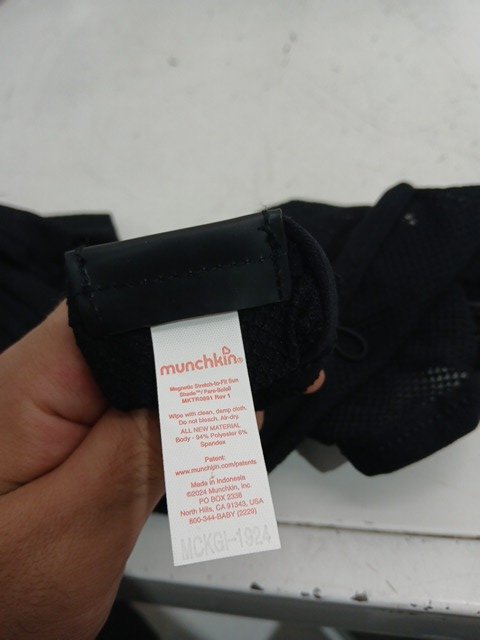 munchkin®
Magnetic Stretch-to-Fit Sun
Shade™/ Para-Soleil
MKTR0801 Rev 1
Wipe with clean, damp cloth.
Do not bleach. Air-dry.
ALL NEW MATERIAL
Body - 94% Polyester 6%
Spandex
Patent:
www.munchkin.com/patents
Made in Indonesia
©2024 Munchkin, Inc.
PO BOX 2338
North Hills, CA 91343, USA
800-344-BABY (2229)
MCKGI-1924